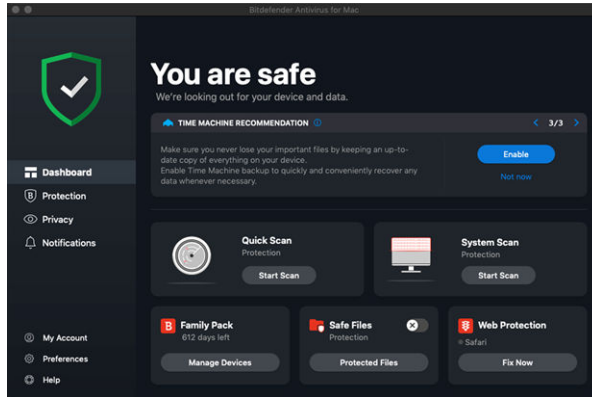 Bitdefender Antivirus for Mac
You are safe
We're looking out for your device and data.
TIME MACHINE RECOMMENDATION
3/3
Make sure you never lose your important files by keeping an up-to-
date copy of everything on your device.
Enable Time Machine backup to quickly and conveniently recover any
data whenever necessary.
Enable
Not now
Dashboard
B Protection
Privacy
Notifications
Quick Scan
Protection
Start Scan
System Scan
Protection
Start Scan
B Family Pack
612 days left
Manage Devices
Safe Files
Protection
Protected Files
Web Protection
Safari
Fix Now
My Account
Preferences
Help